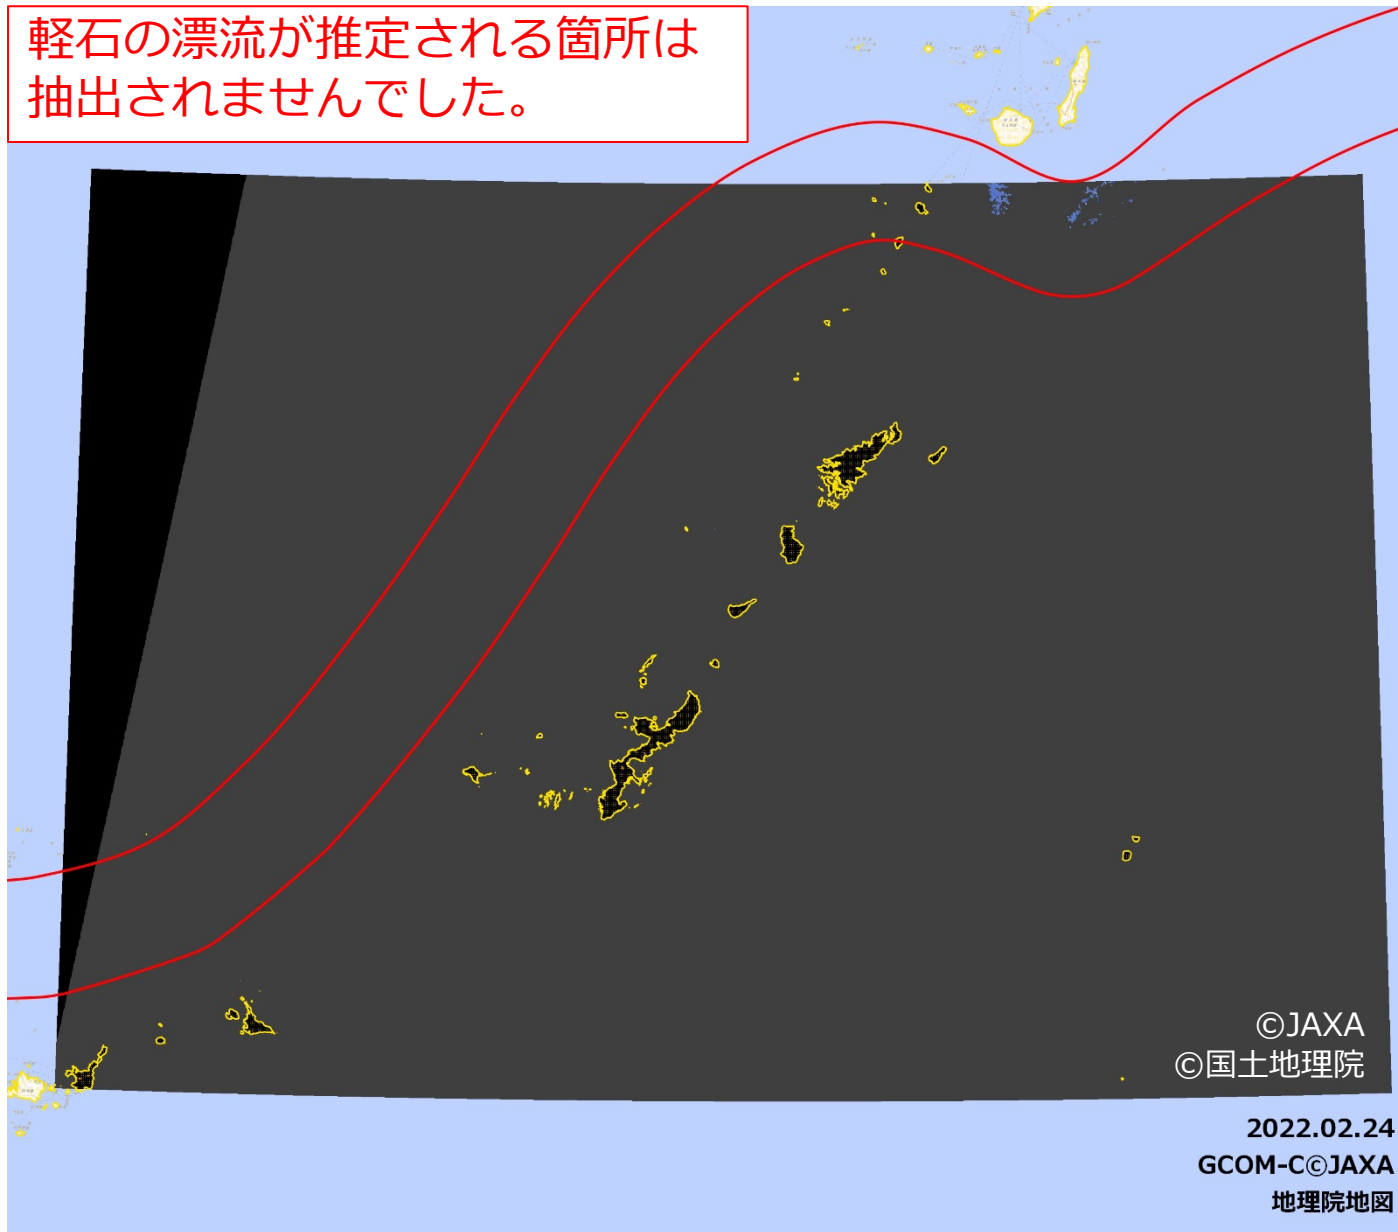 軽石の漂流が推定される箇所は
抽出されませんでした。
©JAXA
©国土地理院
2022.02.24
GCOM-C©JAXA
地理院地図